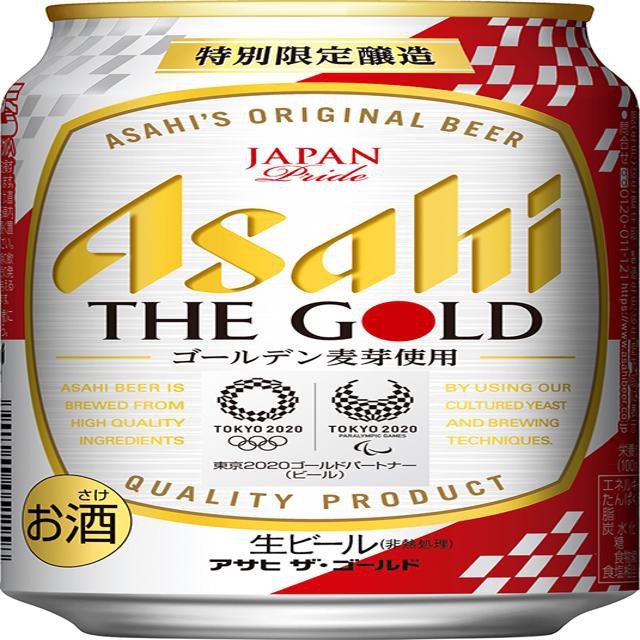 特別限定醸造
ASAHI'S ORIGINAL BEER
JAPAN
Pride
Asahi
THE GOLD
ゴールデン麦芽使用
ASAHI BEER IS
BREWED FROM
HIGH QUALITY
INGREDIENTS
TOKYO 2020
TOKYO 2020
PARALYMPIC GAMES
東京2020ゴールドパートナー
(ビール)
BY USING OUR
CULTURED YEAST
AND BREWING
TECHNIQUES.
QUALITY PRODUCT
さけ
お酒
生ビール(非熱処理)
アサヒ ザ・ゴールド
0120-011-121 https://www.asahibeer.co.jp